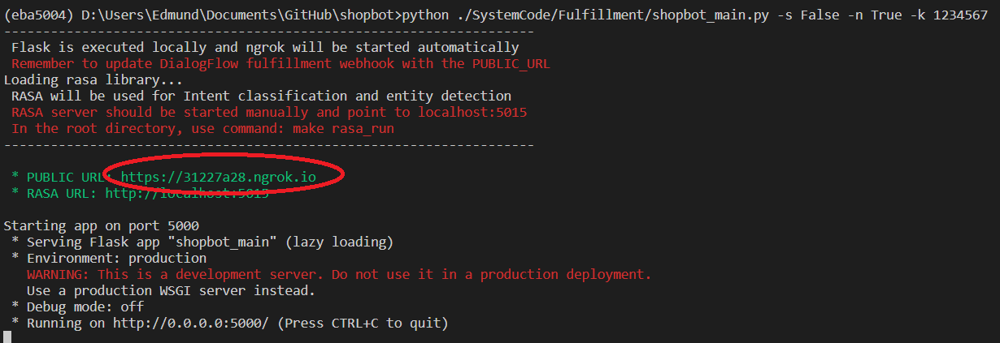 (eba5004) D:\Users\Edmund\Documents\GitHub\shopbot>python ./SystemCode/Fulfillment/shopbot_main.py -s False -n True -k 1234567
--------------------------------------------------------------------
Flask is executed locally and ngrok will be started automatically
Remember to update DialogFlow fulfillment webhook with the PUBLIC_URL
Loading rasa library...
RASA will be used for Intent classification and entity detection
RASA server should be started manually and point to localhost:5015
In the root directory, use command: make rasa_run
--------------------------------------------------------------------
* PUBLIC URL: https://31227a28.ngrok.io
* RASA URL: http://localhost:5015
Starting app on port 5000
* Serving Flask app "shopbot_main" (lazy loading)
* Environment: production
WARNING: This is a development server. Do not use it in a production deployment.
Use a production WSGI server instead.
* Debug mode: off
* Running on http://0.0.0.0:5000/ (Press CTRL+C to quit)